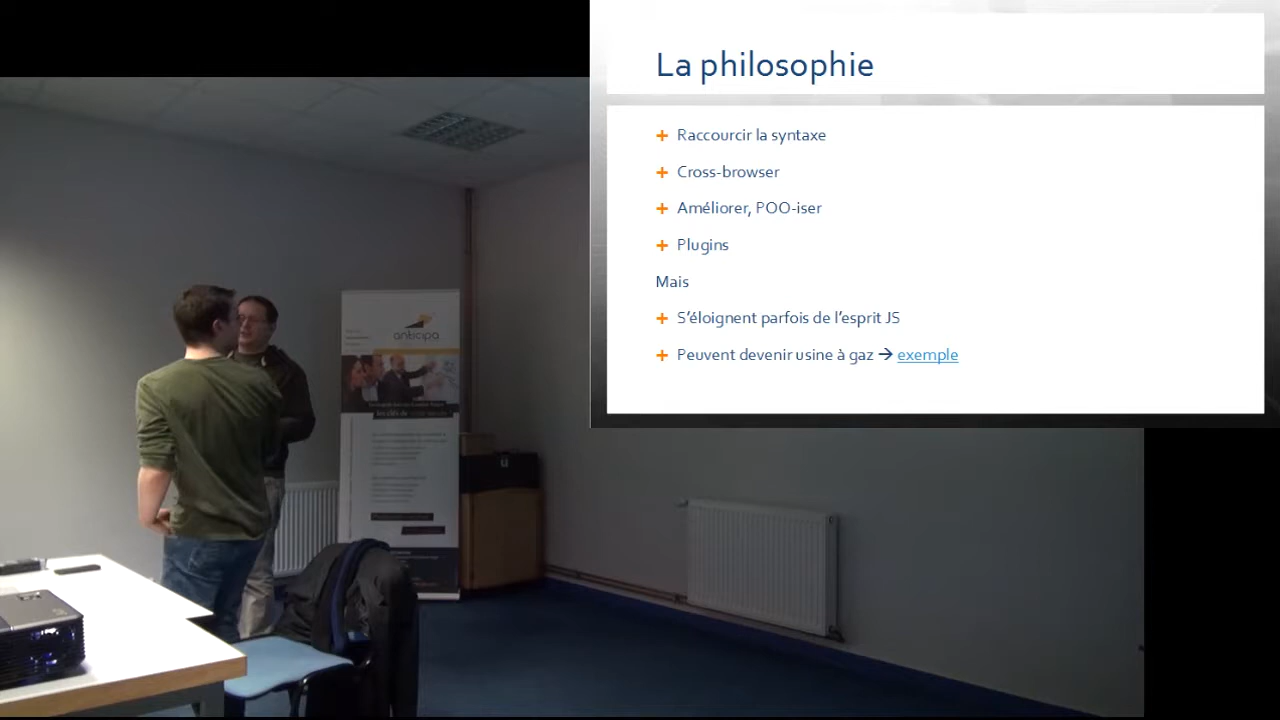 La philosophie
+ Raccourcir la syntaxe
+ Cross-browser
+ Améliorer, POO-iser
+ Plugins
Mais
+ S'éloignent parfois de l'esprit JS
+ Peuvent devenir usine à gaz → exemple
anticipa